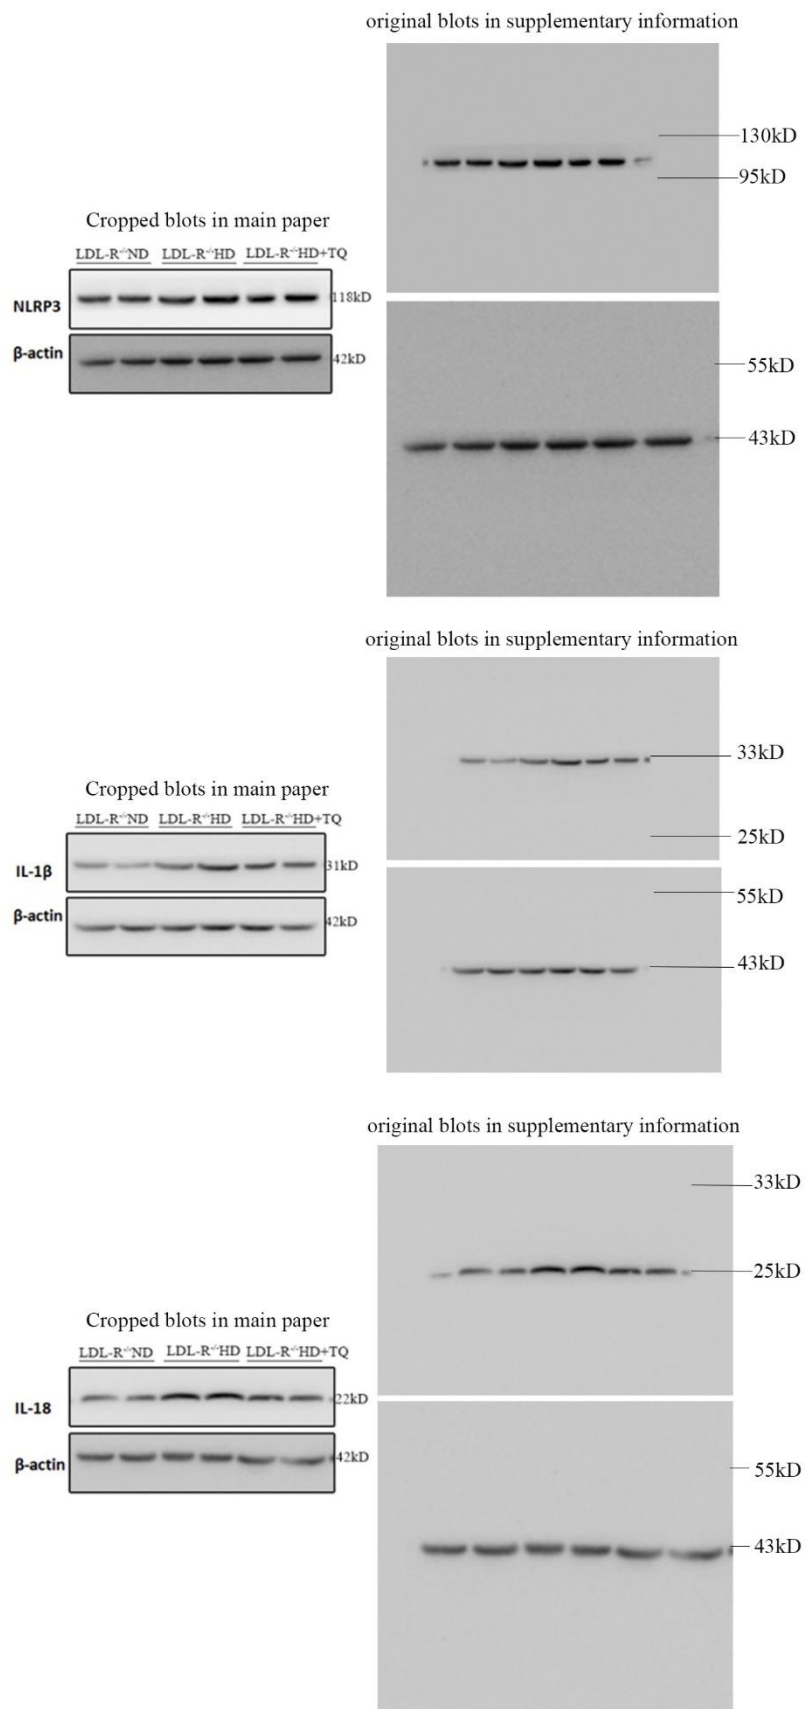 original blots in supplementary information
130kD
95kD
Cropped blots in main paper
LDL-R⁻/⁻ND LDL-R⁻/⁻HD LDL-R⁻/⁻HD+TQ
NLRP3 118kD
β-actin 42kD
55kD
43kD
original blots in supplementary information
33kD
25kD
Cropped blots in main paper
LDL-R⁻/⁻ND LDL-R⁻/⁻HD LDL-R⁻/⁻HD+TQ
IL-1β 31kD
β-actin 42kD
55kD
43kD
original blots in supplementary information
33kD
25kD
Cropped blots in main paper
LDL-R⁻/⁻ND LDL-R⁻/⁻HD LDL-R⁻/⁻HD+TQ
IL-18 22kD
β-actin 42kD
55kD
43kD